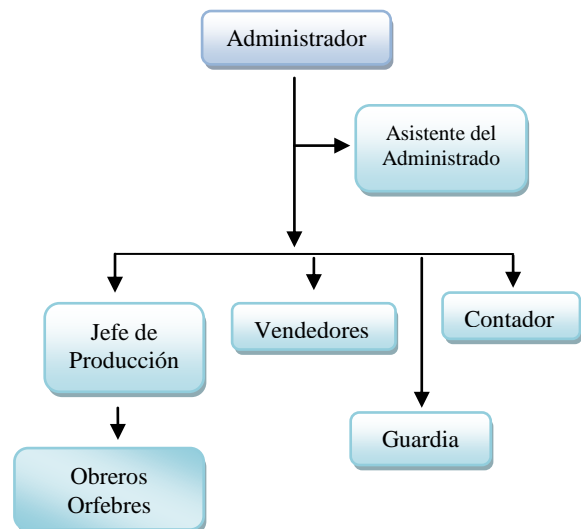 Administrador
Asistente del
Administrado
Jefe de
Producción
Vendedores
Contador
Guardia
Obreros
Orfebres